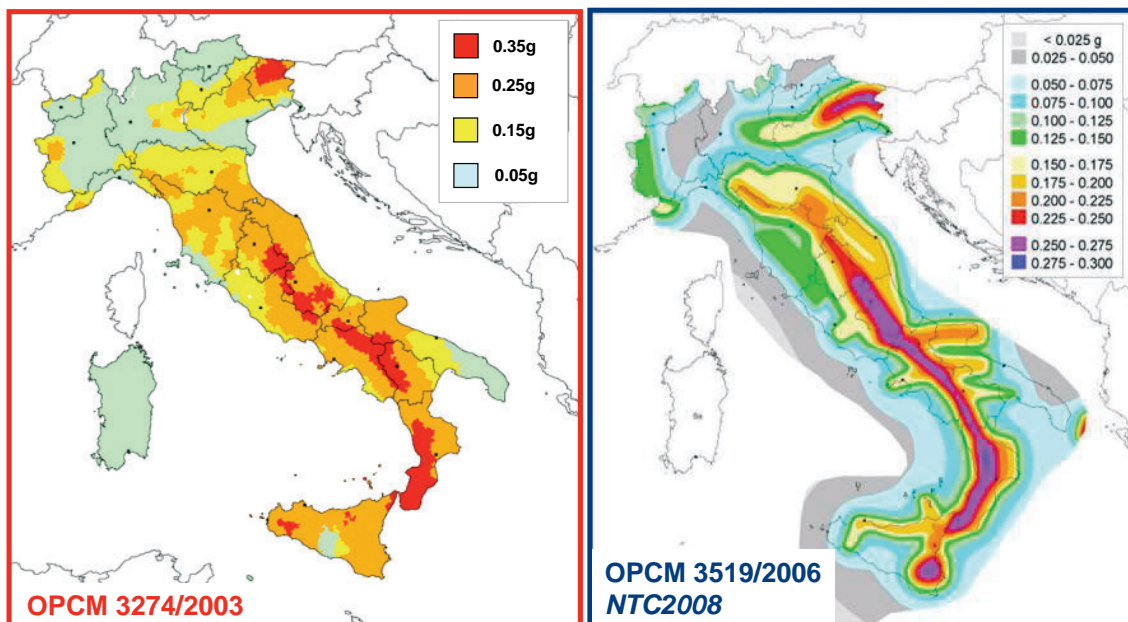 0.35g
0.25g
0.15g
0.05g
OPCM 3274/2003
< 0.025 g
0.025 - 0.050
0.050 - 0.075
0.075 - 0.100
0.100 - 0.125
0.125 - 0.150
0.150 - 0.175
0.175 - 0.200
0.200 - 0.225
0.225 - 0.250
0.250 - 0.275
0.275 - 0.300
Sa
U
OPCM 3519/2006
NTC2008